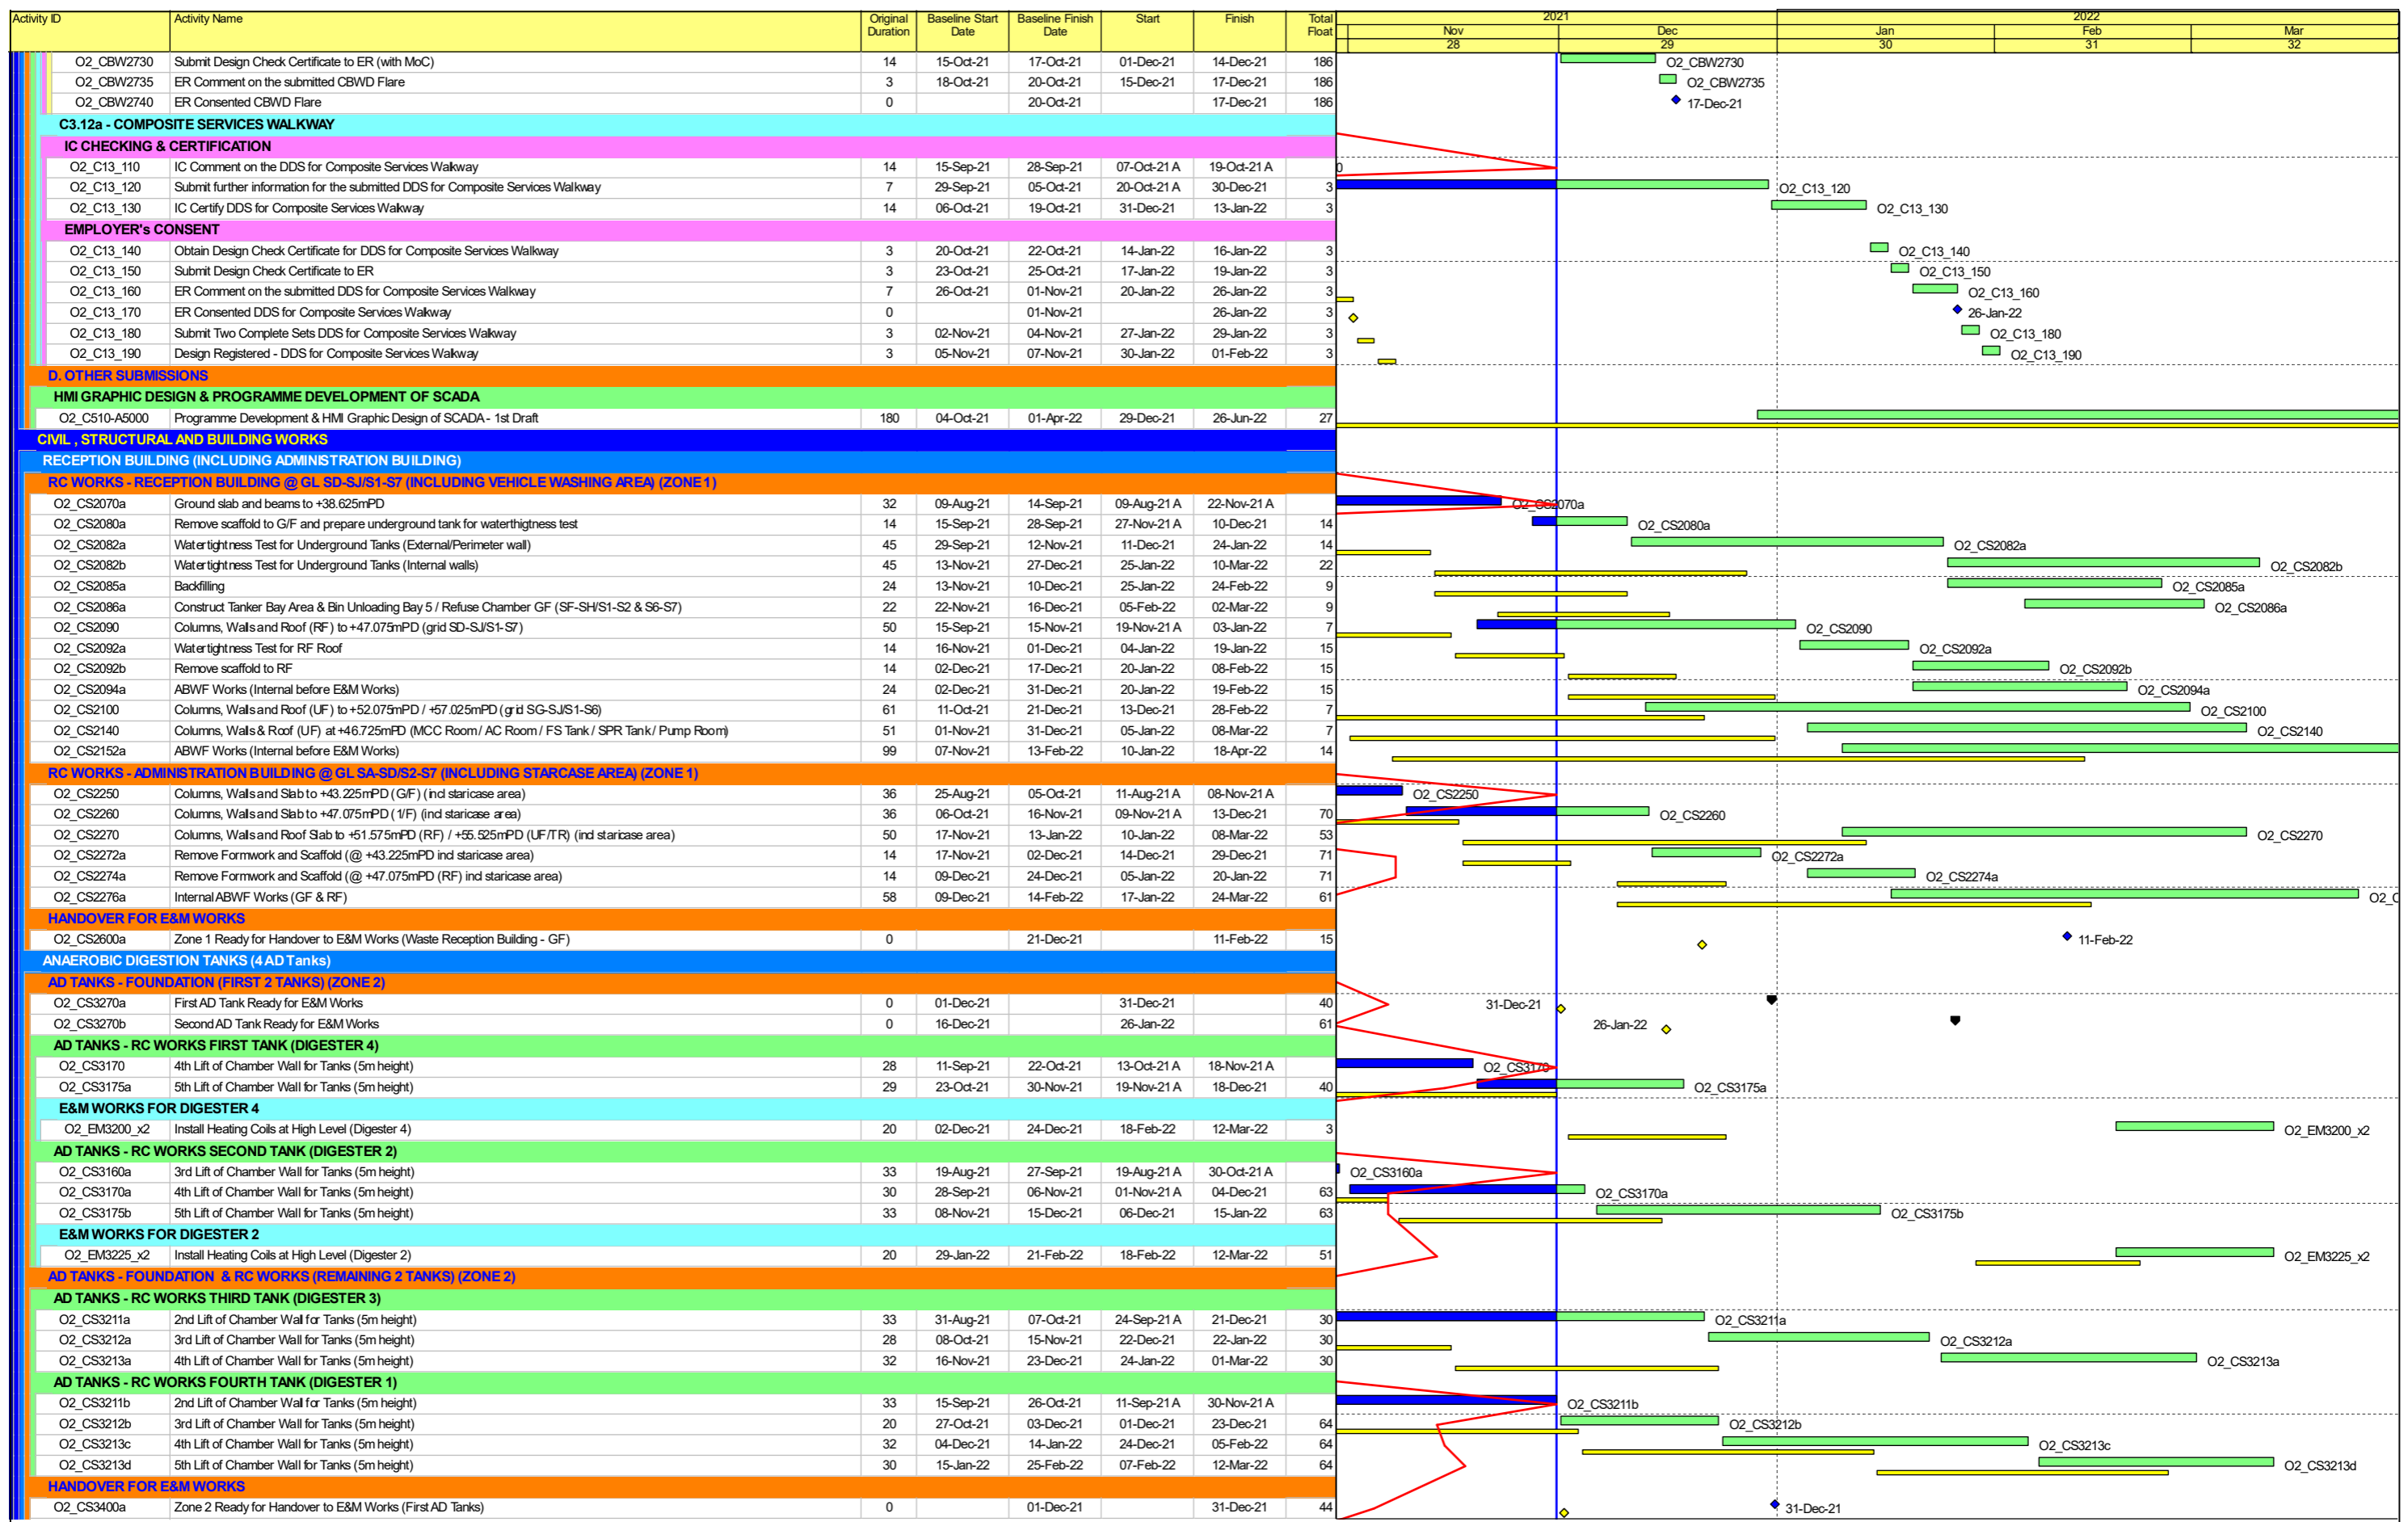 Activity ID Activity Name Original Duration Baseline Start Date Baseline Finish Date Start Finish Total Float 2021 2022
Nov Dec Jan Feb Mar
28 29 30 31 32
O2_CBW2730 Submit Design Check Certificate to ER (with MoC) 14 15-Oct-21 17-Oct-21 01-Dec-21 14-Dec-21 186 O2_CBW2730
O2_CBW2735 ER Comment on the submitted CBWD Flare 3 18-Oct-21 20-Oct-21 15-Dec-21 17-Dec-21 186 O2_CBW2735
O2_CBW2740 ER Consented CBWD Flare 0 20-Oct-21 17-Dec-21 186 17-Dec-21
C3.12a - COMPOSITE SERVICES WALKWAY
IC CHECKING & CERTIFICATION
O2_C13_110 IC Comment on the DDS for Composite Services Walkway 14 15-Sep-21 28-Sep-21 07-Oct-21 A 19-Oct-21 A 0
O2_C13_120 Submit further information for the submitted DDS for Composite Services Walkway 7 29-Sep-21 05-Oct-21 20-Oct-21 A 30-Dec-21 3 O2_C13_120
O2_C13_130 IC Certify DDS for Composite Services Walkway 14 06-Oct-21 19-Oct-21 31-Dec-21 13-Jan-22 3 O2_C13_130
EMPLOYER's CONSENT
O2_C13_140 Obtain Design Check Certificate for DDS for Composite Services Walkway 3 20-Oct-21 22-Oct-21 14-Jan-22 16-Jan-22 3 O2_C13_140
O2_C13_150 Submit Design Check Certificate to ER 3 23-Oct-21 25-Oct-21 17-Jan-22 19-Jan-22 3 O2_C13_150
O2_C13_160 ER Comment on the submitted DDS for Composite Services Walkway 7 26-Oct-21 01-Nov-21 20-Jan-22 26-Jan-22 3 O2_C13_160
O2_C13_170 ER Consented DDS for Composite Services Walkway 0 01-Nov-21 26-Jan-22 3 26-Jan-22
O2_C13_180 Submit Two Complete Sets DDS for Composite Services Walkway 3 02-Nov-21 04-Nov-21 27-Jan-22 29-Jan-22 3 O2_C13_180
O2_C13_190 Design Registered - DDS for Composite Services Walkway 3 05-Nov-21 07-Nov-21 30-Jan-22 01-Feb-22 3 O2_C13_190
D. OTHER SUBMISSIONS
HMI GRAPHIC DESIGN & PROGRAMME DEVELOPMENT OF SCADA
O2_C510-A5000 Programme Development & HMI Graphic Design of SCADA - 1st Draft 180 04-Oct-21 01-Apr-22 29-Dec-21 26-Jun-22 27
CIVIL , STRUCTURAL AND BUILDING WORKS
RECEPTION BUILDING (INCLUDING ADMINISTRATION BUILDING)
RC WORKS - RECEPTION BUILDING @ GL SD-SJ/S1-S7 (INCLUDING VEHICLE WASHING AREA) (ZONE 1)
O2_CS2070a Ground slab and beams to +38.625mPD 32 09-Aug-21 14-Sep-21 09-Aug-21 A 22-Nov-21 A O2_CS2070a
O2_CS2080a Remove scaffold to G/F and prepare underground tank for waterthigtness test 14 15-Sep-21 28-Sep-21 27-Nov-21 A 10-Dec-21 14 O2_CS2080a
O2_CS2082a Watertightness Test for Underground Tanks (External/Perimeter wall) 45 29-Sep-21 12-Nov-21 11-Dec-21 24-Jan-22 14 O2_CS2082a
O2_CS2082b Watertightness Test for Underground Tanks (Internal walls) 45 13-Nov-21 27-Dec-21 25-Jan-22 10-Mar-22 22 O2_CS2082b
O2_CS2085a Backfilling 24 13-Nov-21 10-Dec-21 25-Jan-22 24-Feb-22 9 O2_CS2085a
O2_CS2086a Construct Tanker Bay Area & Bin Unloading Bay 5 / Refuse Chamber GF (SF-SH/S1-S2 & S6-S7) 22 22-Nov-21 16-Dec-21 05-Feb-22 02-Mar-22 9 O2_CS2086a
O2_CS2090 Columns, Walls and Roof (RF) to +47.075mPD (grid SD-SJ/S1-S7) 50 15-Sep-21 15-Nov-21 19-Nov-21 A 03-Jan-22 7 O2_CS2090
O2_CS2092a Watertightness Test for RF Roof 14 16-Nov-21 01-Dec-21 04-Jan-22 19-Jan-22 15 O2_CS2092a
O2_CS2092b Remove scaffold to RF 14 02-Dec-21 17-Dec-21 20-Jan-22 08-Feb-22 15 O2_CS2092b
O2_CS2094a ABWF Works (Internal before E&M Works) 24 02-Dec-21 31-Dec-21 20-Jan-22 19-Feb-22 15 O2_CS2094a
O2_CS2100 Columns, Walls and Roof (UF) to +52.075mPD / +57.025mPD (grid SG-SJ/S1-S6) 61 11-Oct-21 21-Dec-21 13-Dec-21 28-Feb-22 7 O2_CS2100
O2_CS2140 Columns, Walls & Roof (UF) at +46.725mPD (MCC Room / AC Room / FS Tank / SPR Tank / Pump Room) 51 01-Nov-21 31-Dec-21 05-Jan-22 08-Mar-22 7 O2_CS2140
O2_CS2152a ABWF Works (Internal before E&M Works) 99 07-Nov-21 13-Feb-22 10-Jan-22 18-Apr-22 14
RC WORKS - ADMINISTRATION BUILDING @ GL SA-SD/S2-S7 (INCLUDING STARCASE AREA) (ZONE 1)
O2_CS2250 Columns, Walls and Slab to +43.225mPD (G/F) (incl staricase area) 36 25-Aug-21 05-Oct-21 11-Aug-21 A 08-Nov-21 A O2_CS2250
O2_CS2260 Columns, Walls and Slab to +47.075mPD (1/F) (incl staricase area) 36 06-Oct-21 16-Nov-21 09-Nov-21 A 13-Dec-21 70 O2_CS2260
O2_CS2270 Columns, Walls and Roof Slab to +51.575mPD (RF) / +55.525mPD (UF/TR) (incl staricase area) 50 17-Nov-21 13-Jan-22 10-Jan-22 08-Mar-22 53 O2_CS2270
O2_CS2272a Remove Formwork and Scaffold (@ +43.225mPD incl staricase area) 14 17-Nov-21 02-Dec-21 14-Dec-21 29-Dec-21 71 O2_CS2272a
O2_CS2274a Remove Formwork and Scaffold (@ +47.075mPD (RF) incl staricase area) 14 09-Dec-21 24-Dec-21 05-Jan-22 20-Jan-22 71 O2_CS2274a
O2_CS2276a Internal ABWF Works (GF & RF) 58 09-Dec-21 14-Feb-22 17-Jan-22 24-Mar-22 61 O2_C
HANDOVER FOR E&M WORKS
O2_CS2600a Zone 1 Ready for Handover to E&M Works (Waste Reception Building - GF) 0 21-Dec-21 11-Feb-22 15 11-Feb-22
ANAEROBIC DIGESTION TANKS (4 AD Tanks)
AD TANKS - FOUNDATION (FIRST 2 TANKS) (ZONE 2)
O2_CS3270a First AD Tank Ready for E&M Works 0 01-Dec-21 31-Dec-21 40 31-Dec-21
O2_CS3270b Second AD Tank Ready for E&M Works 0 16-Dec-21 26-Jan-22 61 26-Jan-22
AD TANKS - RC WORKS FIRST TANK (DIGESTER 4)
O2_CS3170 4th Lift of Chamber Wall for Tanks (5m height) 28 11-Sep-21 22-Oct-21 13-Oct-21 A 18-Nov-21 A O2_CS3170
O2_CS3175a 5th Lift of Chamber Wall for Tanks (5m height) 29 23-Oct-21 30-Nov-21 19-Nov-21 A 18-Dec-21 40 O2_CS3175a
E&M WORKS FOR DIGESTER 4
O2_EM3200_x2 Install Heating Coils at High Level (Digester 4) 20 02-Dec-21 24-Dec-21 18-Feb-22 12-Mar-22 3 O2_EM3200_x2
AD TANKS - RC WORKS SECOND TANK (DIGESTER 2)
O2_CS3160a 3rd Lift of Chamber Wall for Tanks (5m height) 33 19-Aug-21 27-Sep-21 19-Aug-21 A 30-Oct-21 A O2_CS3160a
O2_CS3170a 4th Lift of Chamber Wall for Tanks (5m height) 30 28-Sep-21 06-Nov-21 01-Nov-21 A 04-Dec-21 63 O2_CS3170a
O2_CS3175b 5th Lift of Chamber Wall for Tanks (5m height) 33 08-Nov-21 15-Dec-21 06-Dec-21 15-Jan-22 63 O2_CS3175b
E&M WORKS FOR DIGESTER 2
O2_EM3225_x2 Install Heating Coils at High Level (Digester 2) 20 29-Jan-22 21-Feb-22 18-Feb-22 12-Mar-22 51 O2_EM3225_x2
AD TANKS - FOUNDATION & RC WORKS (REMAINING 2 TANKS) (ZONE 2)
AD TANKS - RC WORKS THIRD TANK (DIGESTER 3)
O2_CS3211a 2nd Lift of Chamber Wall for Tanks (5m height) 33 31-Aug-21 07-Oct-21 24-Sep-21 A 21-Dec-21 30 O2_CS3211a
O2_CS3212a 3rd Lift of Chamber Wall for Tanks (5m height) 28 08-Oct-21 15-Nov-21 22-Dec-21 22-Jan-22 30 O2_CS3212a
O2_CS3213a 4th Lift of Chamber Wall for Tanks (5m height) 32 16-Nov-21 23-Dec-21 24-Jan-22 01-Mar-22 30 O2_CS3213a
AD TANKS - RC WORKS FOURTH TANK (DIGESTER 1)
O2_CS3211b 2nd Lift of Chamber Wall for Tanks (5m height) 33 15-Sep-21 26-Oct-21 11-Sep-21 A 30-Nov-21 A O2_CS3211b
O2_CS3212b 3rd Lift of Chamber Wall for Tanks (5m height) 20 27-Oct-21 03-Dec-21 01-Dec-21 23-Dec-21 64 O2_CS3212b
O2_CS3213c 4th Lift of Chamber Wall for Tanks (5m height) 32 04-Dec-21 14-Jan-22 24-Dec-21 05-Feb-22 64 O2_CS3213c
O2_CS3213d 5th Lift of Chamber Wall for Tanks (5m height) 30 15-Jan-22 25-Feb-22 07-Feb-22 12-Mar-22 64 O2_CS3213d
HANDOVER FOR E&M WORKS
O2_CS3400a Zone 2 Ready for Handover to E&M Works (First AD Tanks) 0 01-Dec-21 31-Dec-21 44 31-Dec-21